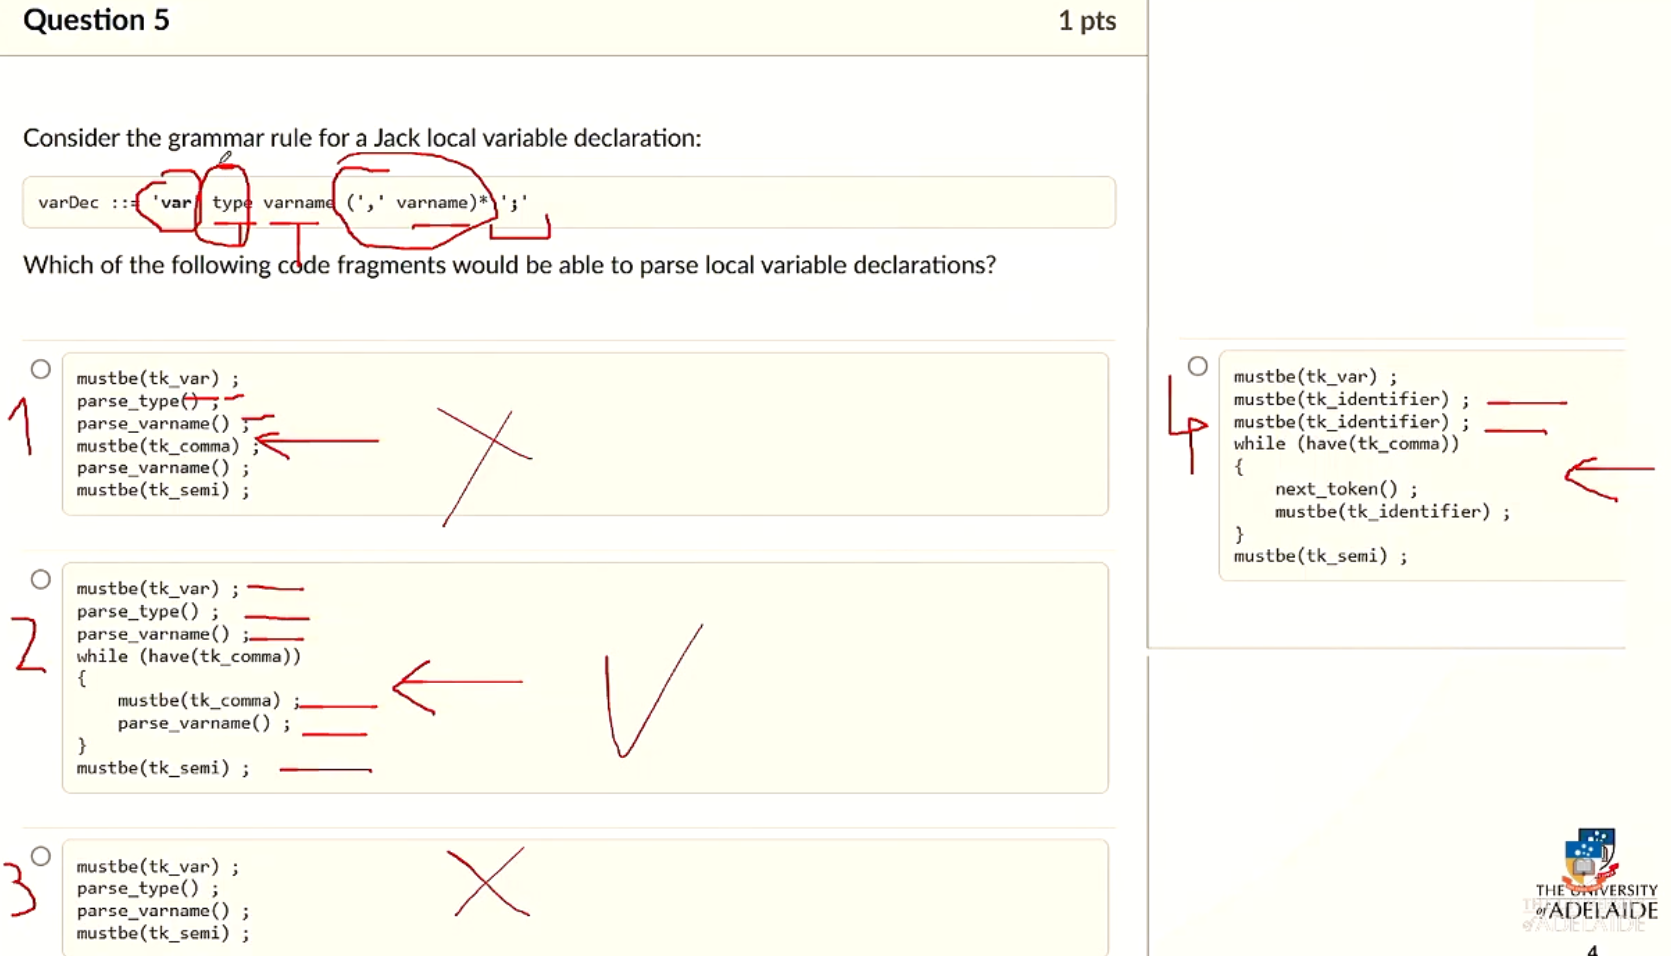 Question 5
1 pts
Consider the grammar rule for a Jack local variable declaration:
varDec ::= 'var' type varname (',' varname)* ';'
Which of the following code fragments would be able to parse local variable declarations?
1
mustbe(tk_var) ;
parse_type() ;
parse_varname() ;
mustbe(tk_comma) ;
parse_varname() ;
mustbe(tk_semi) ;
2
mustbe(tk_var) ;
parse_type() ;
parse_varname() ;
while (have(tk_comma))
{
mustbe(tk_comma) ;
parse_varname() ;
}
mustbe(tk_semi) ;
3
mustbe(tk_var) ;
parse_type() ;
parse_varname() ;
mustbe(tk_semi) ;
4
mustbe(tk_var) ;
mustbe(tk_identifier) ;
mustbe(tk_identifier) ;
while (have(tk_comma))
{
next_token() ;
mustbe(tk_identifier) ;
}
mustbe(tk_semi) ;
THE UNIVERSITY
of ADELAIDE
4